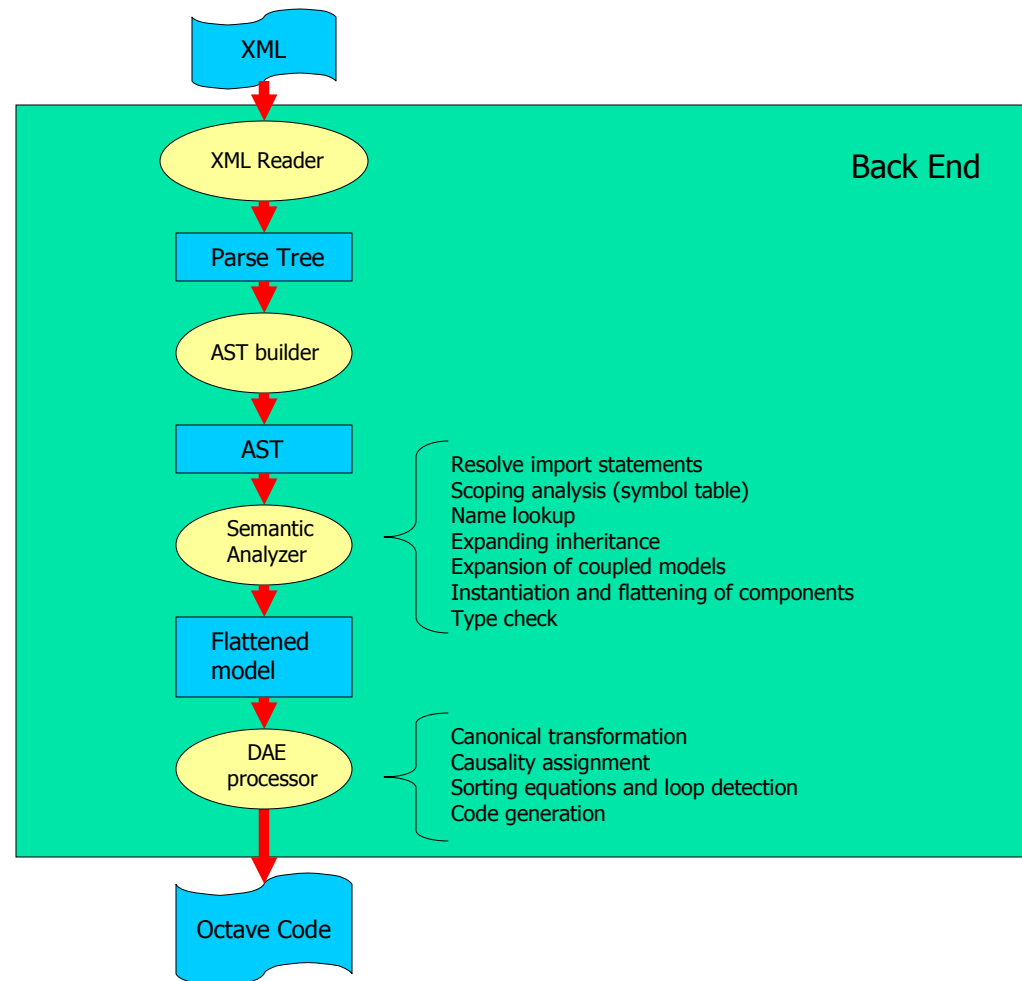 XML
XML Reader
Back End
Parse Tree
AST builder
AST
Semantic
Analyzer
Resolve import statements
Scoping analysis (symbol table)
Name lookup
Expanding inheritance
Expansion of coupled models
Instantiation and flattening of components
Type check
Flattened
model
DAE
processor
Canonical transformation
Causality assignment
Sorting equations and loop detection
Code generation
Octave Code